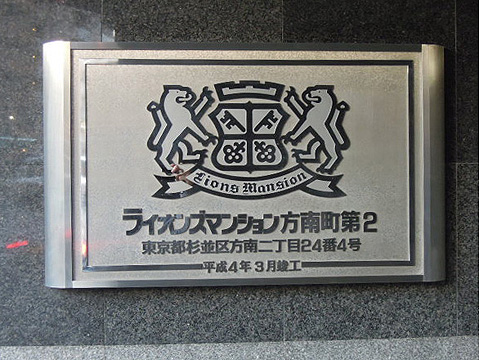 Lions Mansion
ライオンズマンション方南町第2
東京都杉並区方南二丁目24番4号
平成4年3月竣工